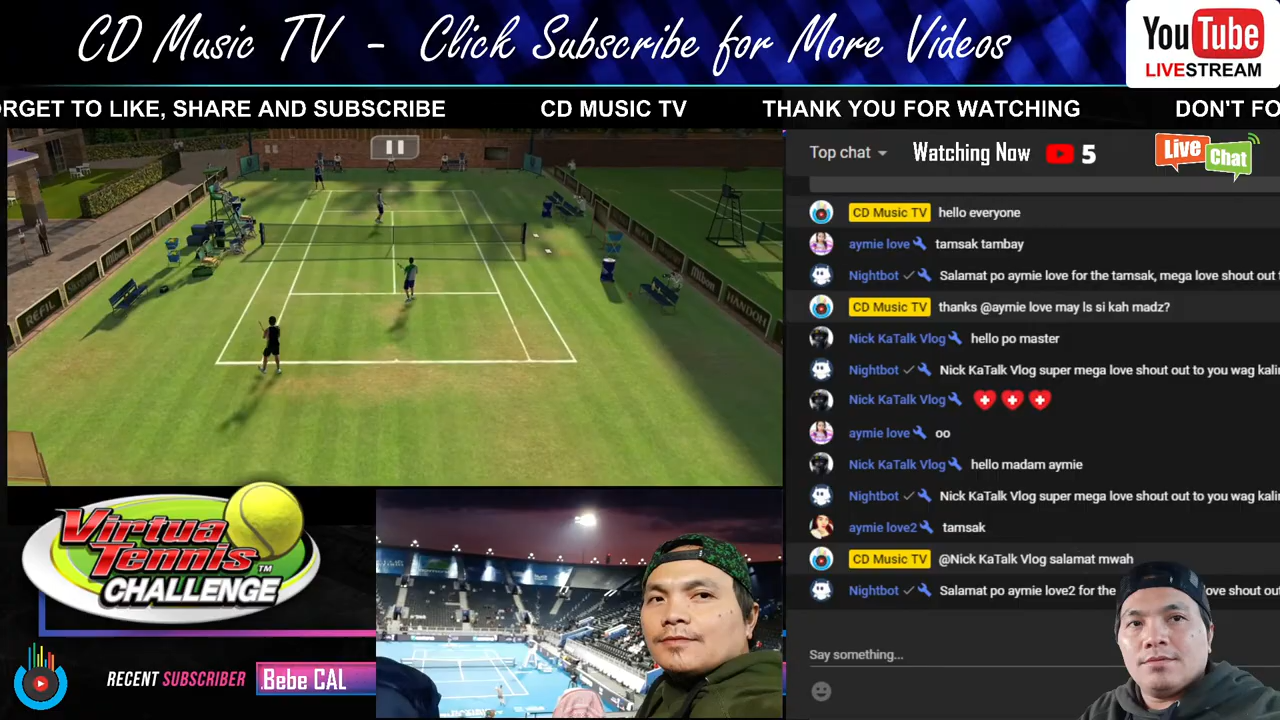 CD Music TV - Click Subscribe for More Videos
YouTube
LIVESTREAM
RGET TO LIKE, SHARE AND SUBSCRIBE
CD MUSIC TV
THANK YOU FOR WATCHING
DON'T FO
Top chat
Watching Now
5
Live Chat
CD Music TV hello everyone
aymie love tamsak tambay
Nightbot Salamat po aymie love for the tamsak, mega love shout out
CD Music TV thanks @aymie love may ls si kah madz?
Nick KaTalk Vlog hello po master
Nightbot Nick KaTalk Vlog super mega love shout out to you wag kali
Nick KaTalk Vlog
aymie love oo
Nick KaTalk Vlog hello madam aymie
Nightbot Nick KaTalk Vlog super mega love shout out to you wag kali
aymie love2 tamsak
CD Music TV @Nick KaTalk Vlog salamat mwah
Nightbot Salamat po aymie love2 for the
ve shout ou
Say something...
REFIL
HANDOH
Virtua
Tennis™
CHALLENGE
RECENT SUBSCRIBER
Bebe CAL